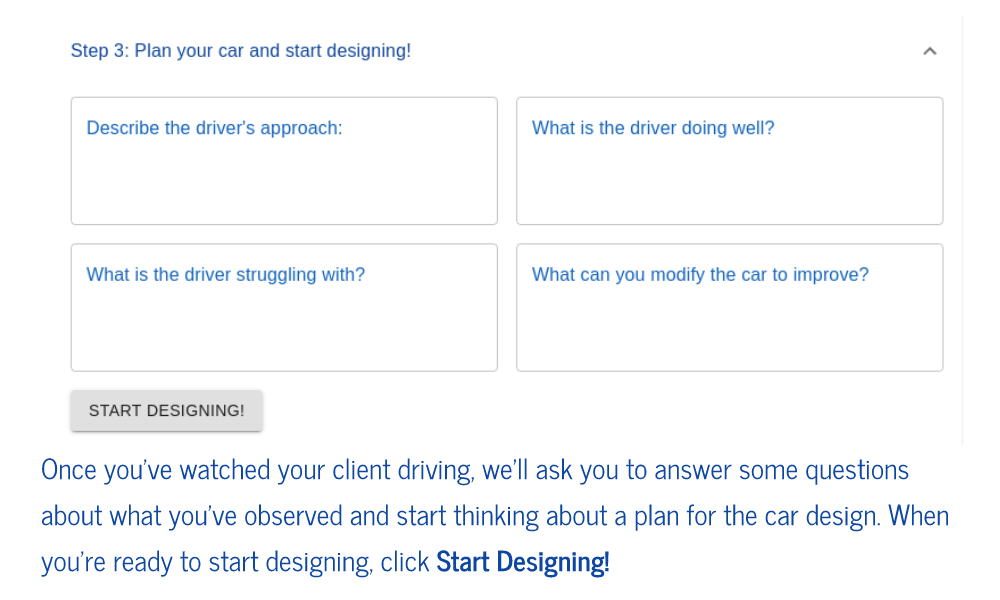 Step 3: Plan your car and start designing!
Describe the driver's approach:
What is the driver doing well?
What is the driver struggling with?
What can you modify the car to improve?
START DESIGNING!
Once you've watched your client driving, we'll ask you to answer some questions
about what you've observed and start thinking about a plan for the car design. When
you're ready to start designing, click Start Designing!